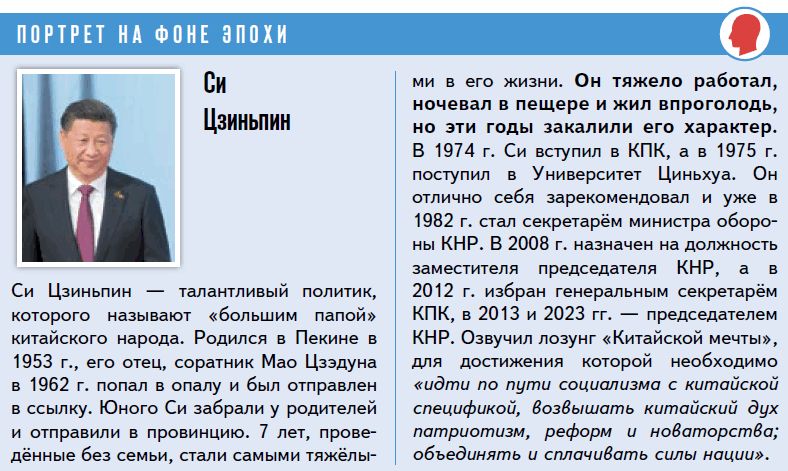 ПОРТРЕТ НА ФОНЕ ЭПОХИ
Си
Цзиньпин
Си Цзиньпин — талантливый политик,
которого называют «большим папой»
китайского народа. Родился в Пекине в
1953 г., его отец, соратник Мао Цзэдуна
в 1962 г. попал в опалу и был отправлен
в ссылку. Юного Си забрали у родителей
и отправили в провинцию. 7 лет, прове-
дённые без семьи, стали самыми тяжёлы-
ми в его жизни. Он тяжело работал,
ночевал в пещере и жил впроголодь,
но эти годы закалили его характер.
В 1974 г. Си вступил в КПК, а в 1975 г.
поступил в Университет Циньхуа. Он
отлично себя зарекомендовал и уже в
1982 г. стал секретарём министра оборо-
ны КНР. В 2008 г. назначен на должность
заместителя председателя КНР, а в
2012 г. избран генеральным секретарём
КПК, в 2013 и 2023 гг. — председателем
КНР. Озвучил лозунг «Китайской мечты»,
для достижения которой необходимо
«идти по пути социализма с китайской
спецификой, возвышать китайский дух
патриотизм, реформ и новаторства;
объединять и сплачивать силы нации».